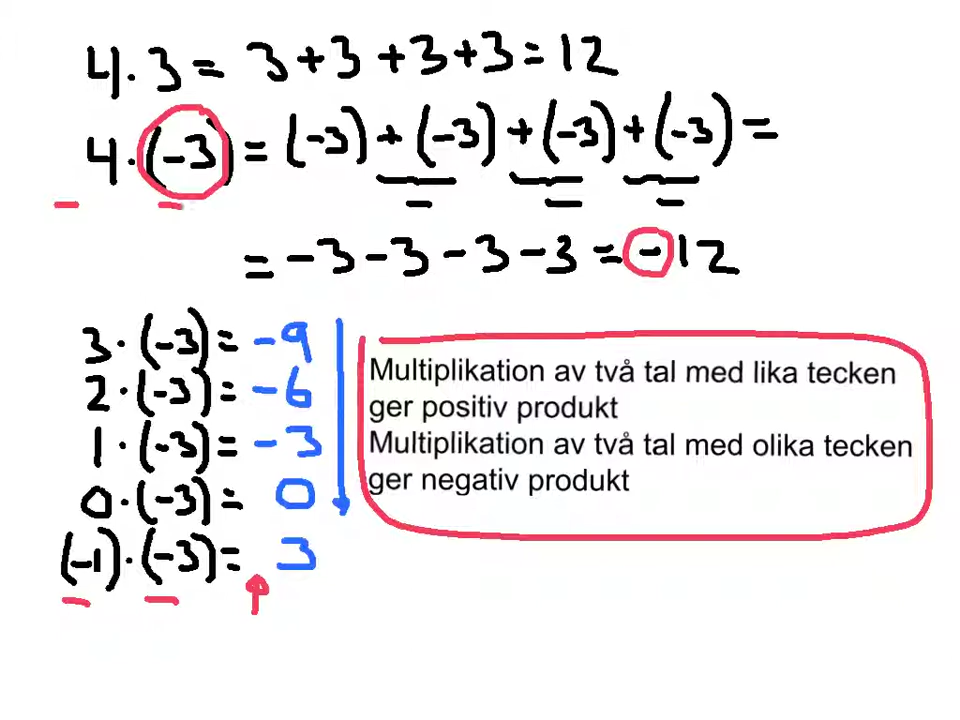 4·3 = 3+3+3+3=12
4·(-3) = (-3)+(-3)+(-3)+(-3) =
= -3-3-3-3=-12
3·(-3)= -9
2·(-3)= -6
1·(-3)= -3
0·(-3)= 0
(-1)·(-3)= 3
Multiplikation av två tal med lika tecken
ger positiv produkt
Multiplikation av två tal med olika tecken
ger negativ produkt